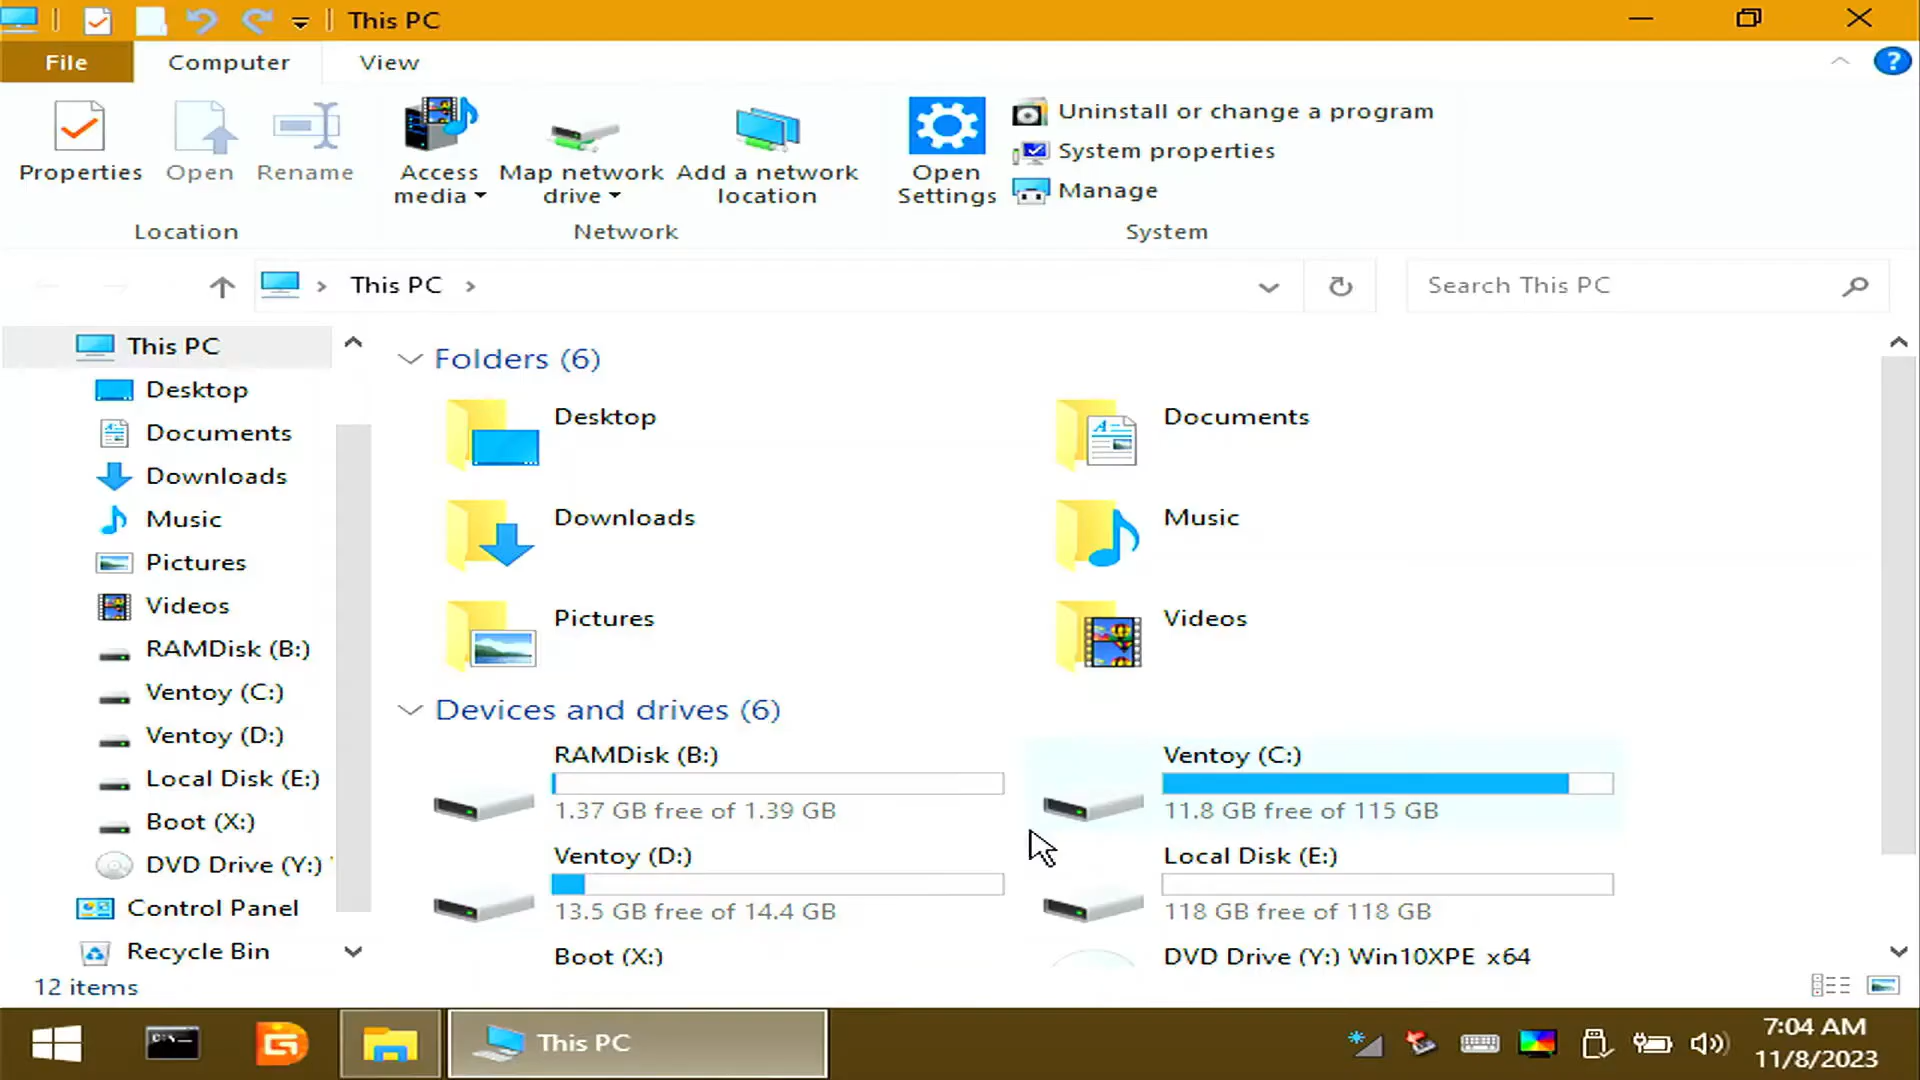 This PC
File
Computer
View
Properties
Open
Rename
Access media
Map network drive
Add a network location
Open Settings
Uninstall or change a program
System properties
Manage
Location
Network
System
This PC
Search This PC
This PC
Desktop
Documents
Downloads
Music
Pictures
Videos
RAMDisk (B:)
Ventoy (C:)
Ventoy (D:)
Local Disk (E:)
Boot (X:)
DVD Drive (Y:)
Control Panel
Recycle Bin
Folders (6)
Desktop
Documents
Downloads
Music
Pictures
Videos
Devices and drives (6)
RAMDisk (B:)
1.37 GB free of 1.39 GB
Ventoy (C:)
11.8 GB free of 115 GB
Ventoy (D:)
13.5 GB free of 14.4 GB
Local Disk (E:)
118 GB free of 118 GB
Boot (X:)
DVD Drive (Y:) Win10XPE x64
12 items
This PC
7:04 AM
11/8/2023